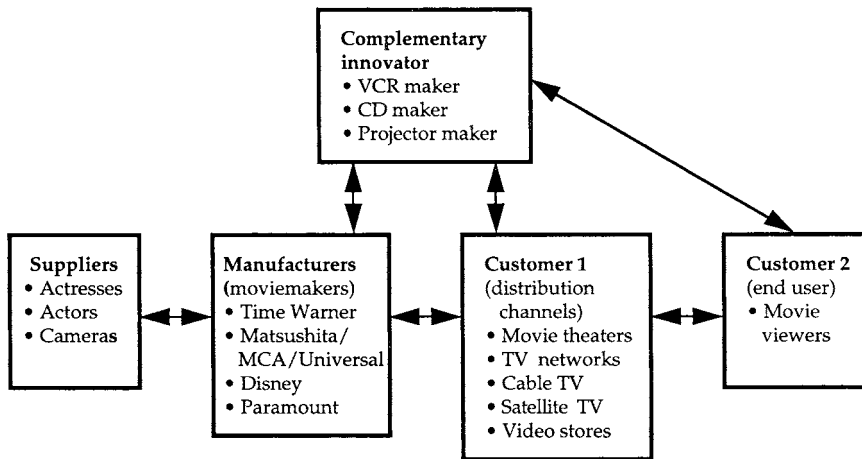 Complementary
innovator
• VCR maker
• CD maker
• Projector maker
Suppliers
• Actresses
• Actors
• Cameras
Manufacturers
(moviemakers)
• Time Warner
• Matsushita/
MCA/Universal
• Disney
• Paramount
Customer 1
(distribution
channels)
• Movie theaters
• TV networks
• Cable TV
• Satellite TV
• Video stores
Customer 2
(end user)
• Movie
viewers